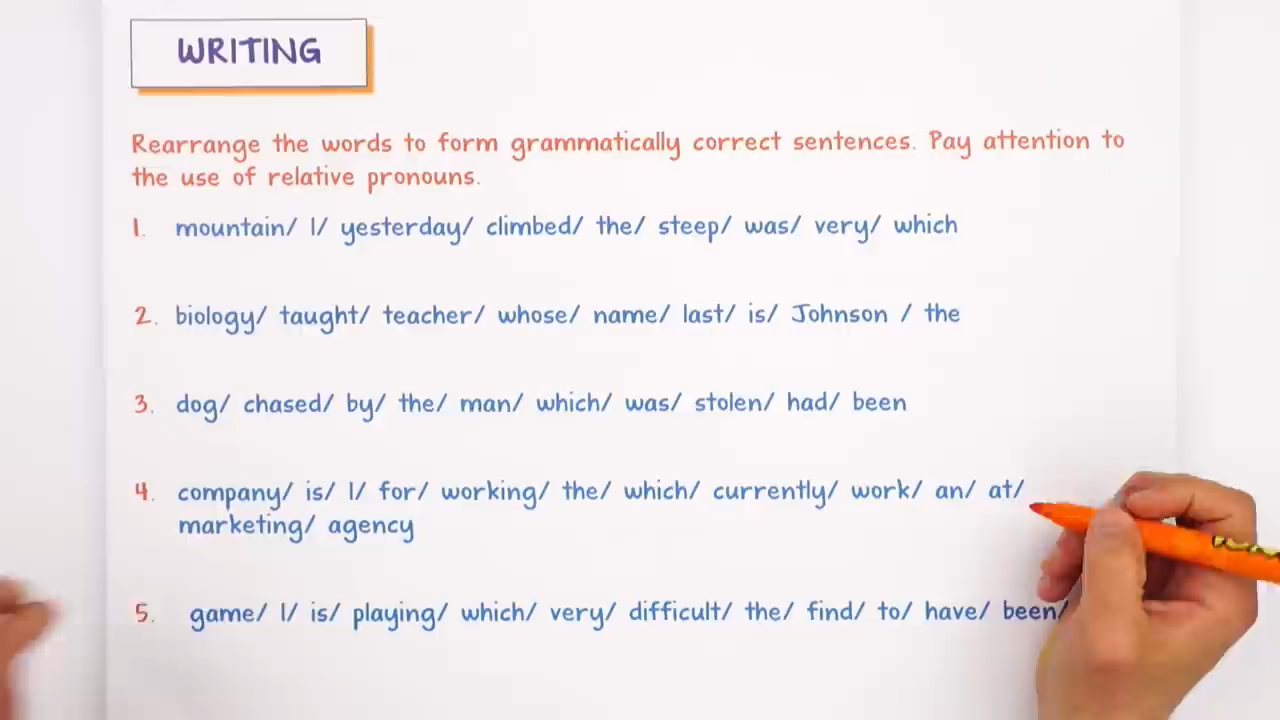 WRITING
Rearrange the words to form grammatically correct sentences. Pay attention to
the use of relative pronouns.
1. mountain/ I/ yesterday/ climbed/ the/ steep/ was/ very/ which
2. biology/ taught/ teacher/ whose/ name/ last/ is/ Johnson / the
3. dog/ chased/ by/ the/ man/ which/ was/ stolen/ had/ been
4. company/ is/ I/ for/ working/ the/ which/ currently/ work/ an/ at/
marketing/ agency
5. game/ I/ is/ playing/ which/ very/ difficult/ the/ find/ to/ have/ been/